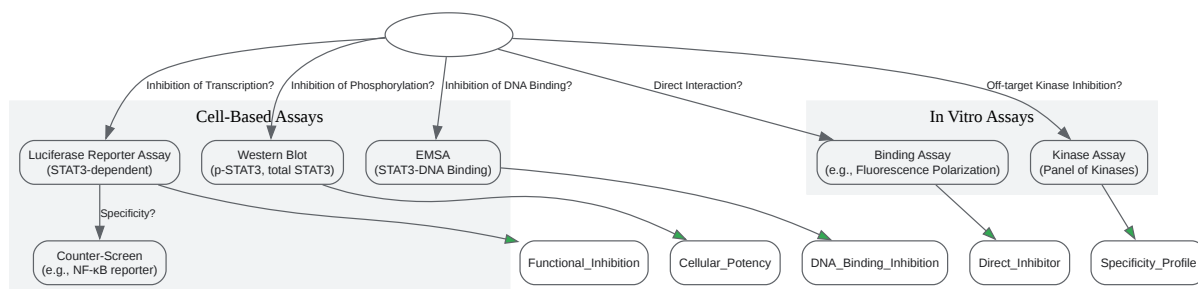 Inhibition of Transcription?
Inhibition of Phosphorylation?
Inhibition of DNA Binding?
Direct Interaction?
Off-target Kinase Inhibition?
Cell-Based Assays
In Vitro Assays
Luciferase Reporter Assay
(STAT3-dependent)
Western Blot
(p-STAT3, total STAT3)
EMSA
(STAT3-DNA Binding)
Binding Assay
(e.g., Fluorescence Polarization)
Kinase Assay
(Panel of Kinases)
Specificity?
Counter-Screen
(e.g., NF-κB reporter)
Functional_Inhibition
Cellular_Potency
DNA_Binding_Inhibition
Direct_Inhibitor
Specificity_Profile